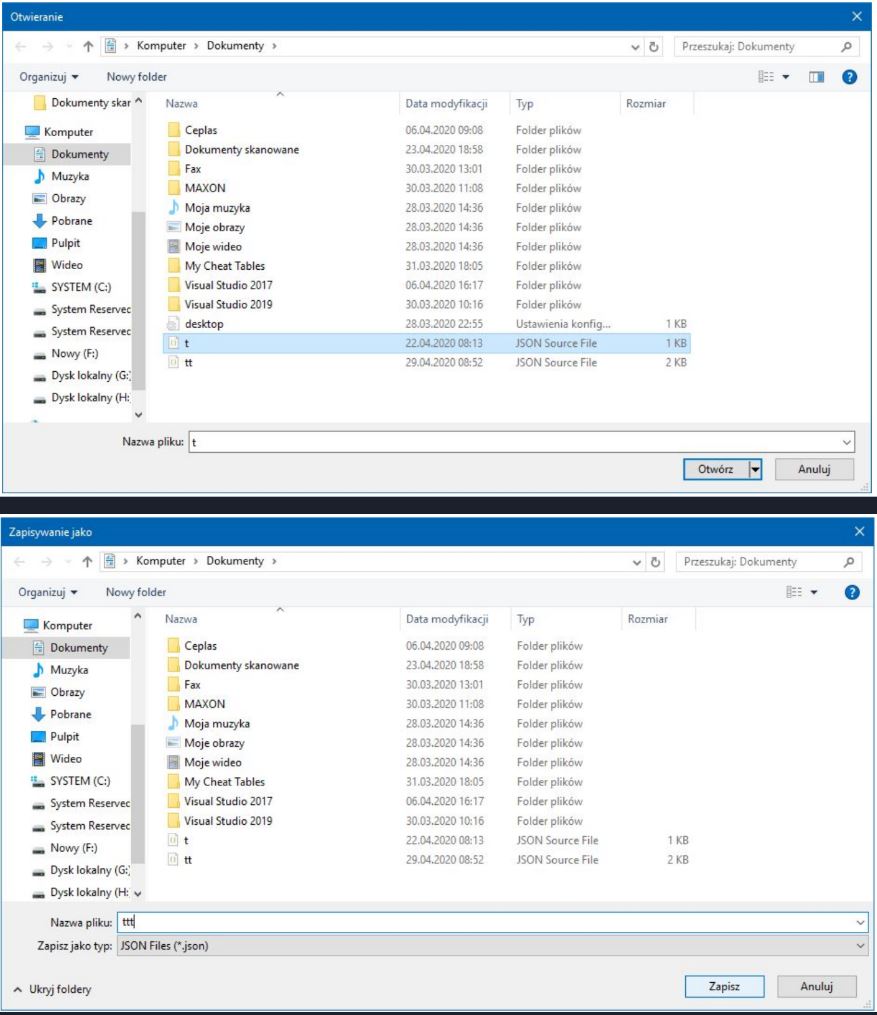 Otwieranie
Komputer > Dokumenty >
Przeszukaj: Dokumenty
Organizuj Nowy folder
Dokumenty skar
Nazwa Data modyfikacji Typ Rozmiar
Komputer
Dokumenty
Muzyka
Obrazy
Pobrane
Pulpit
Wideo
SYSTEM (C:)
System Reserved
System Reserved
Nowy (F:)
Dysk lokalny (G:)
Dysk lokalny (H:
Ceplas 06.04.2020 09:08 Folder plików
Dokumenty skanowane 23.04.2020 18:58 Folder plików
Fax 30.03.2020 13:01 Folder plików
MAXON 30.03.2020 11:08 Folder plików
Moja muzyka 28.03.2020 14:36 Folder plików
Moje obrazy 28.03.2020 14:36 Folder plików
Moje wideo 28.03.2020 14:36 Folder plików
My Cheat Tables 31.03.2020 18:05 Folder plików
Visual Studio 2017 06.04.2020 16:17 Folder plików
Visual Studio 2019 30.03.2020 10:16 Folder plików
desktop 28.03.2020 22:55 Ustawienia konfig... 1 KB
t 22.04.2020 08:13 JSON Source File 1 KB
tt 29.04.2020 08:52 JSON Source File 2 KB
Nazwa pliku: t
Otwórz Anuluj
Zapisywanie jako
Komputer > Dokumenty >
Przeszukaj: Dokumenty
Organizuj Nowy folder
Nazwa Data modyfikacji Typ Rozmiar
Komputer
Dokumenty
Muzyka
Obrazy
Pobrane
Pulpit
Wideo
SYSTEM (C:)
System Reserved
System Reserved
Nowy (F:)
Dysk lokalny (G:)
Dysk lokalny (H:
Ceplas 06.04.2020 09:08 Folder plików
Dokumenty skanowane 23.04.2020 18:58 Folder plików
Fax 30.03.2020 13:01 Folder plików
MAXON 30.03.2020 11:08 Folder plików
Moja muzyka 28.03.2020 14:36 Folder plików
Moje obrazy 28.03.2020 14:36 Folder plików
Moje wideo 28.03.2020 14:36 Folder plików
My Cheat Tables 31.03.2020 18:05 Folder plików
Visual Studio 2017 06.04.2020 16:17 Folder plików
Visual Studio 2019 30.03.2020 10:16 Folder plików
t 22.04.2020 08:13 JSON Source File 1 KB
tt 29.04.2020 08:52 JSON Source File 2 KB
Nazwa pliku: ttt
Zapisz jako typ: JSON Files (*.json)
Ukryj foldery
Zapisz Anuluj